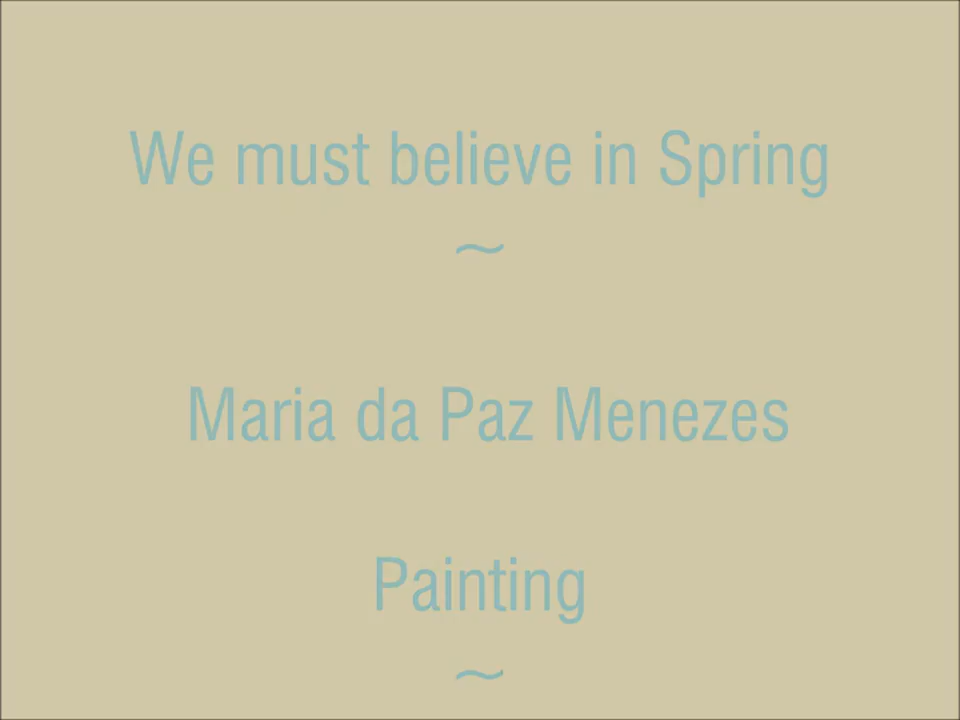 We must believe in Spring
~
Maria da Paz Menezes
Painting
~